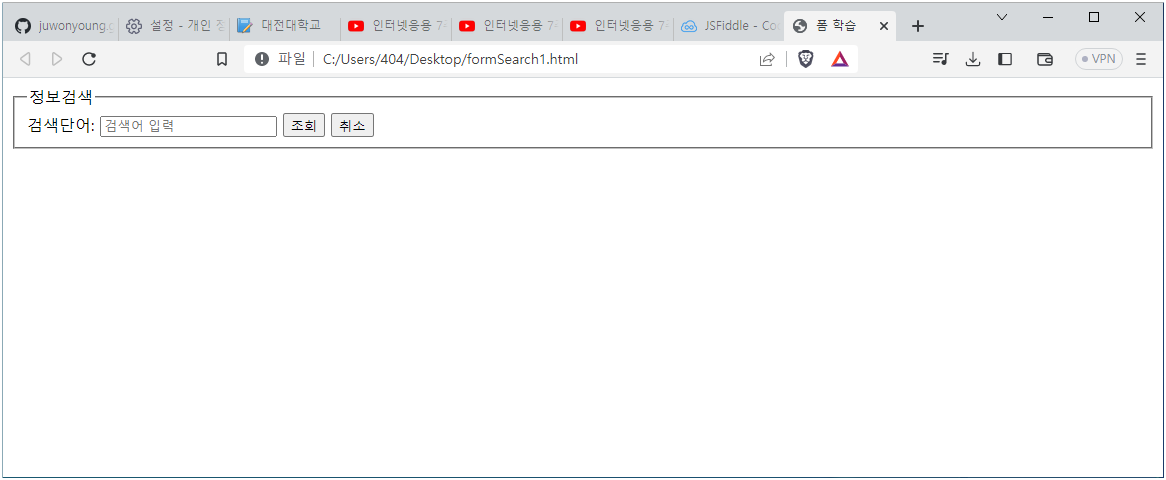 juwonyoung.g
설정 - 개인 정
대전대학교
인터넷응용 7
인터넷응용 7
인터넷응용 7
JSFiddle - Co
폼 학습
파일 C:/Users/404/Desktop/formSearch1.html
VPN
정보검색
검색단어: 검색어 입력 조회 취소